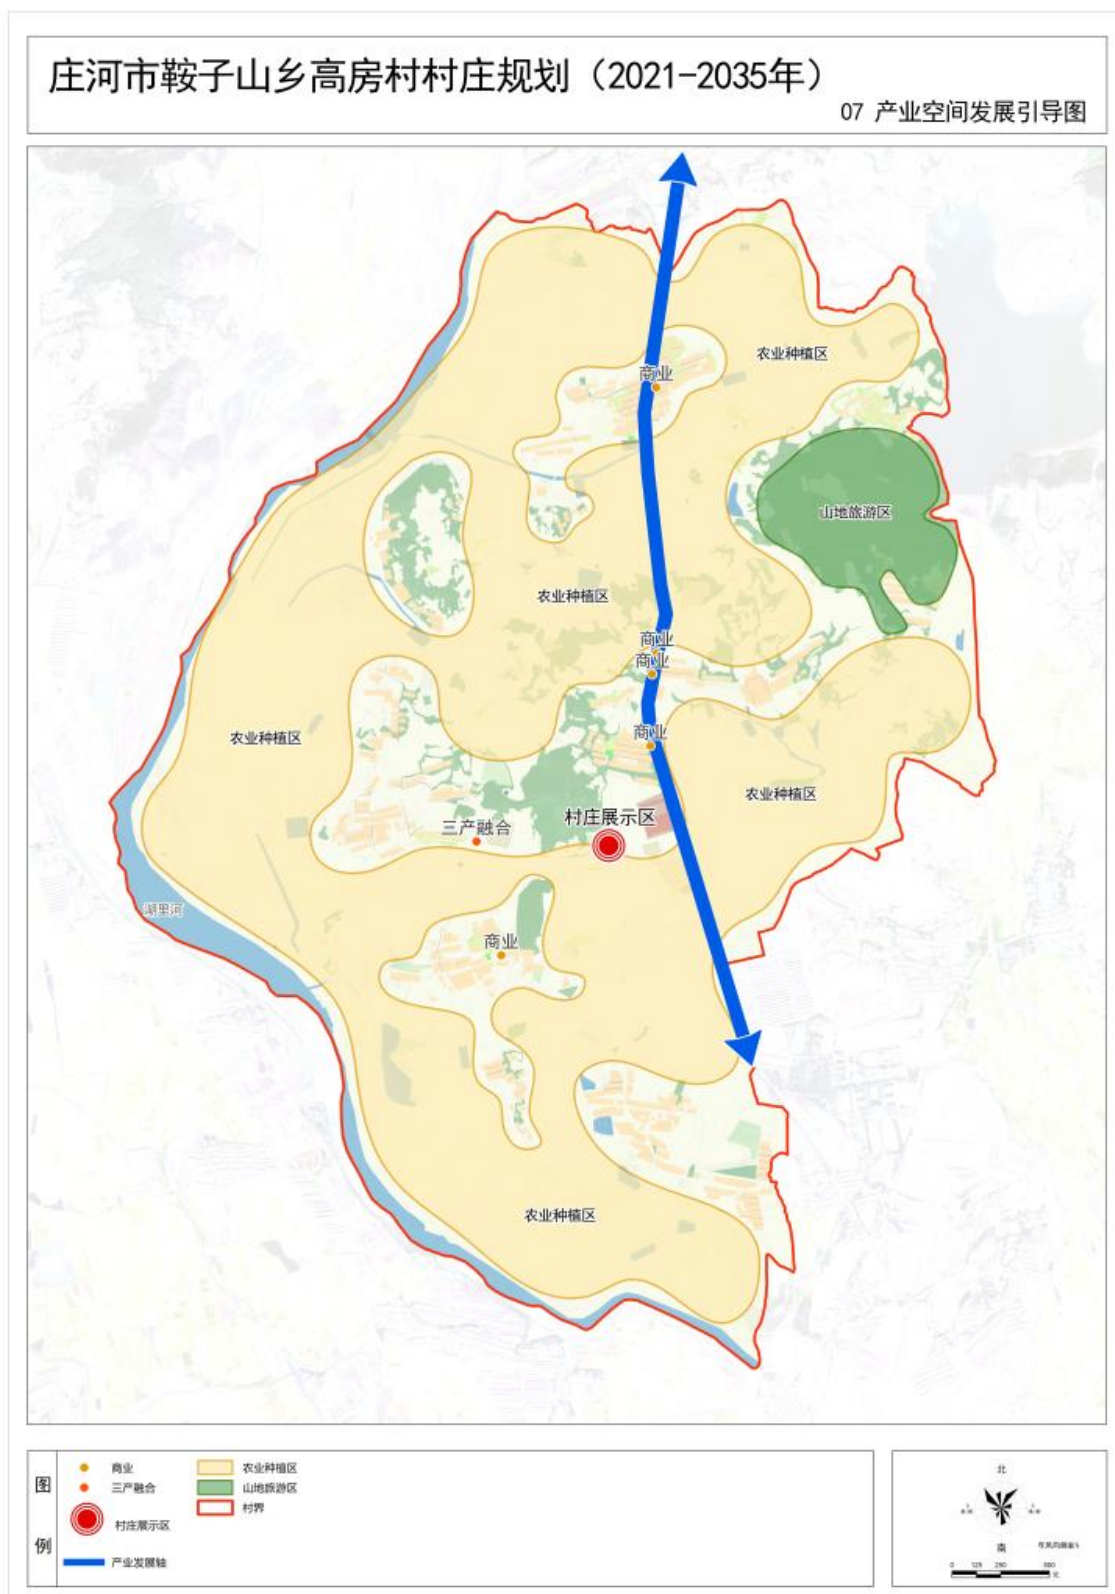 庄河市鞍子山乡高房村村庄规划（2021-2035年）
07 产业空间发展引导图
农业种植区
商业
山地旅游区
农业种植区
商业
商业
商业
农业种植区
农业种植区
村庄展示区
三产融合
湖里河
商业
农业种植区
图例
商业
三产融合
村庄展示区
产业发展轴
农业种植区
山地旅游区
村界
北
南
0 125 250 500
米